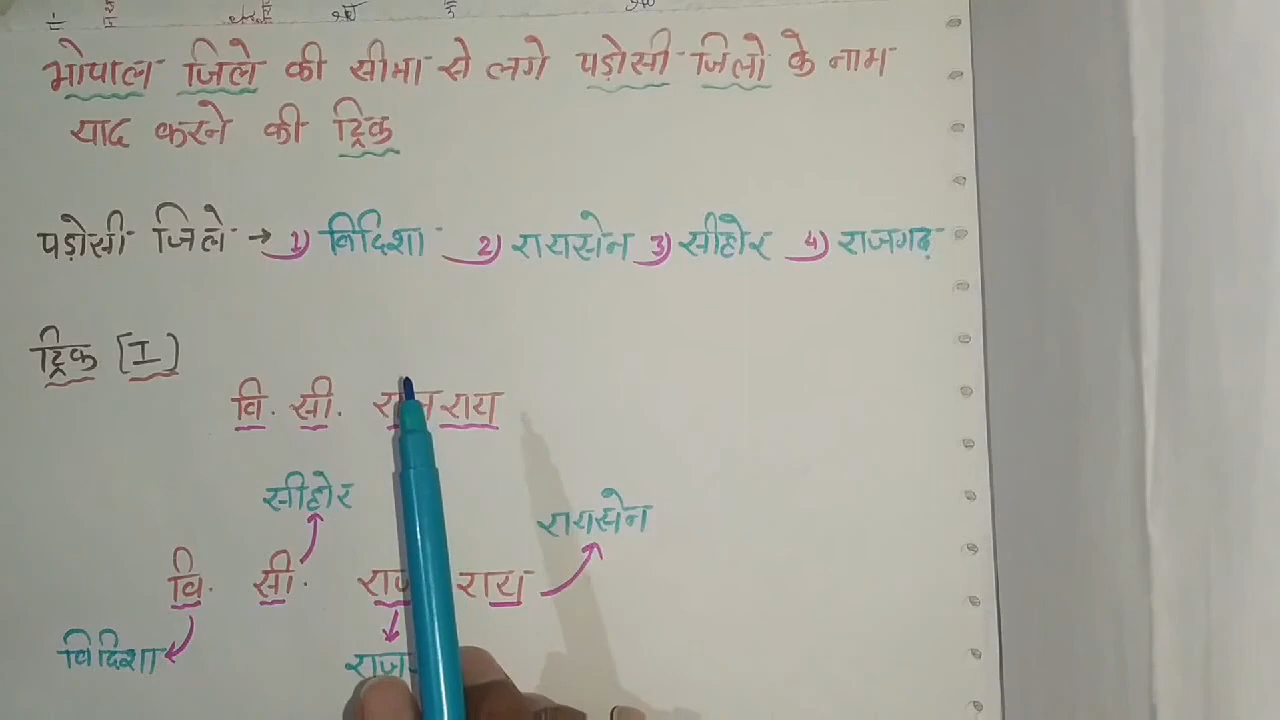 भोपाल जिले की सीमा से लगे पड़ोसी जिलो के नाम
याद करने की ट्रिक
पड़ोसी जिले → 1) विदिशा 2) रायसेन 3) सीहोर 4) राजगढ़
ट्रिक [I]
वि. सी. राय
सीहोर
रायसेन
वि. सी. राय
विदिशा